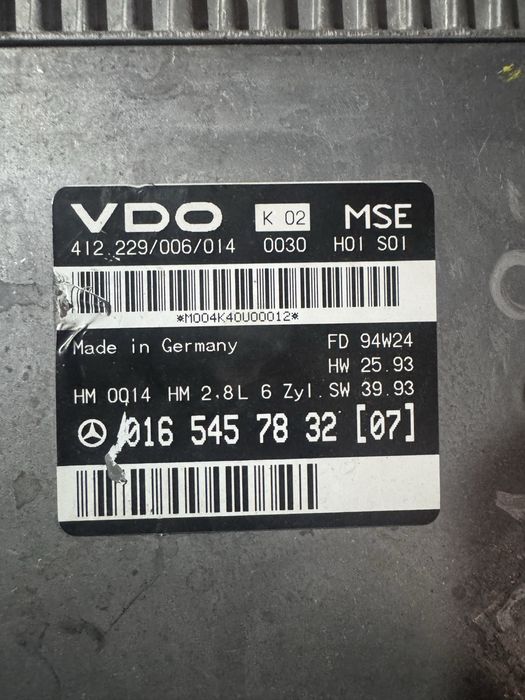 VDO K 02 MSE
412 229/006/014 0030 H01 S01
*M004K40U00012*
Made in Germany FD 94W24
HW 25.93
HM 0014 HM 2.8L 6 Zyl. SW 39.93
016 545 78 32 [07]